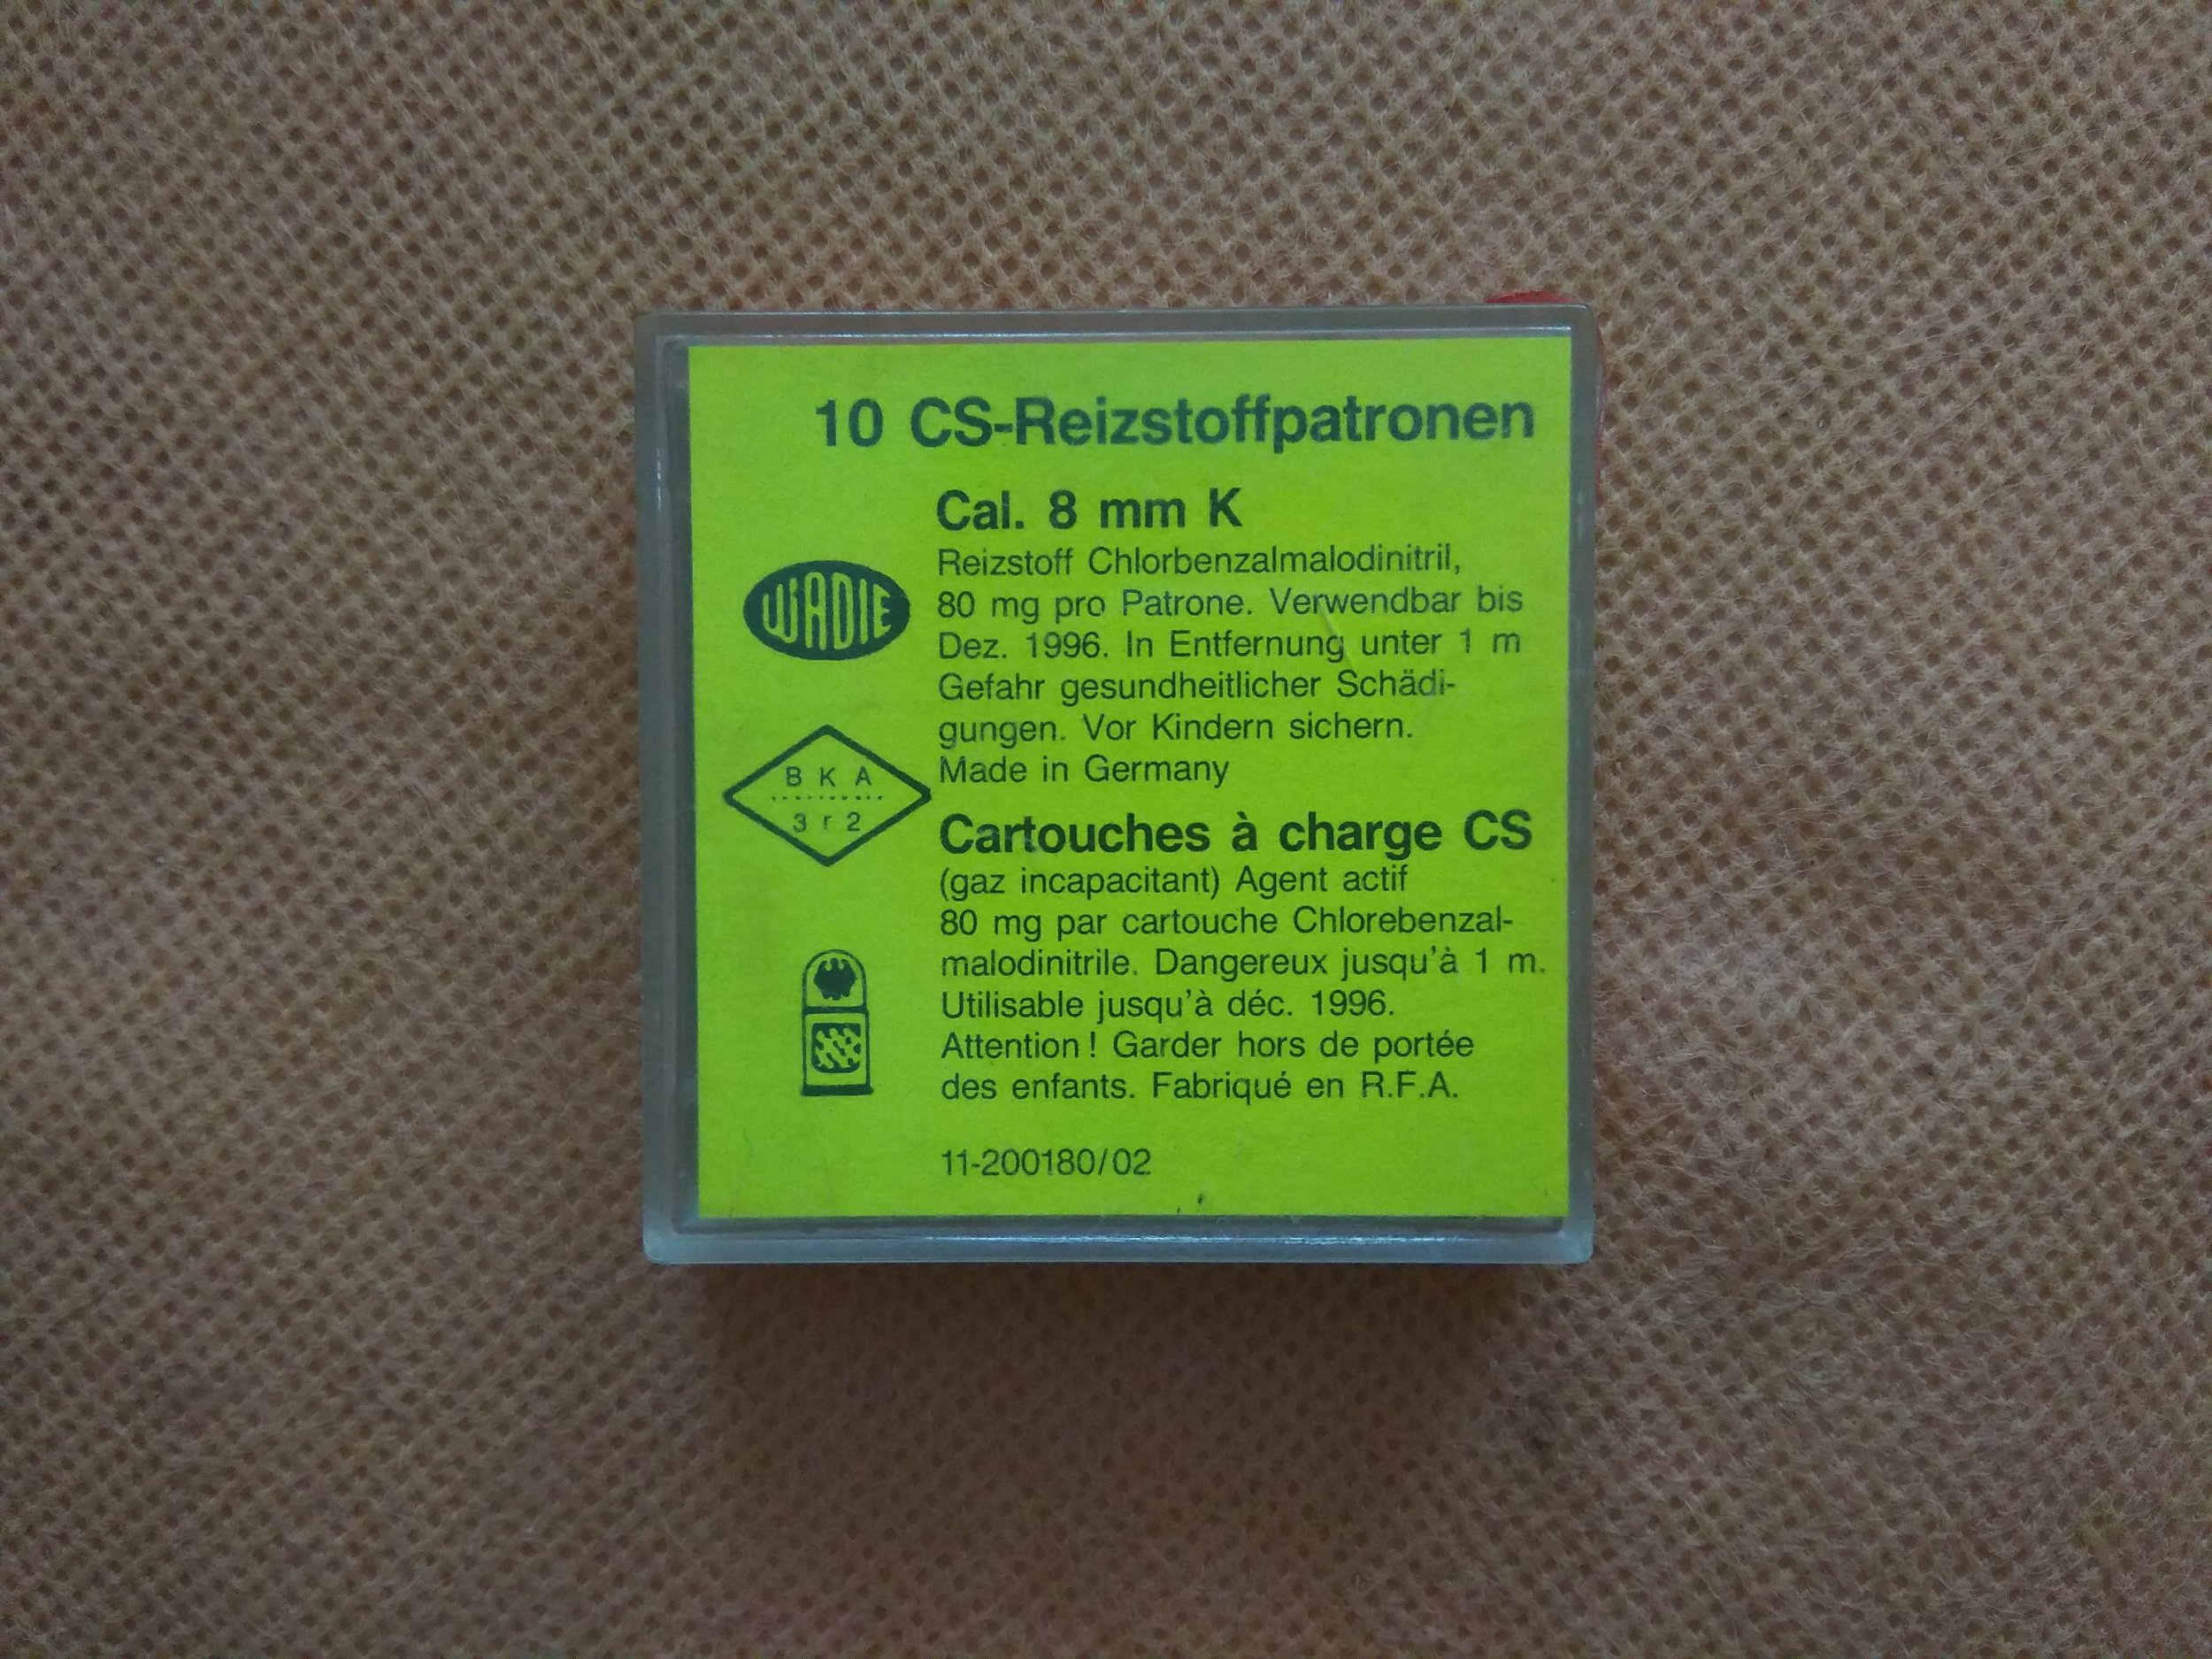 10 CS-Reizstoffpatronen
Cal. 8 mm K
Reizstoff Chlorbenzalmalodinitril,
80 mg pro Patrone. Verwendbar bis
Dez. 1996. In Entfernung unter 1 m
Gefahr gesundheitlicher Schädi-
gungen. Vor Kindern sichern.
Made in Germany
WADIE
BKA
3 r 2
Cartouches à charge CS
(gaz incapacitant) Agent actif
80 mg par cartouche Chlorebenzal-
malodinitrile. Dangereux jusqu'à 1 m.
Utilisable jusqu'à déc. 1996.
Attention ! Garder hors de portée
des enfants. Fabriqué en R.F.A.
11-200180/02